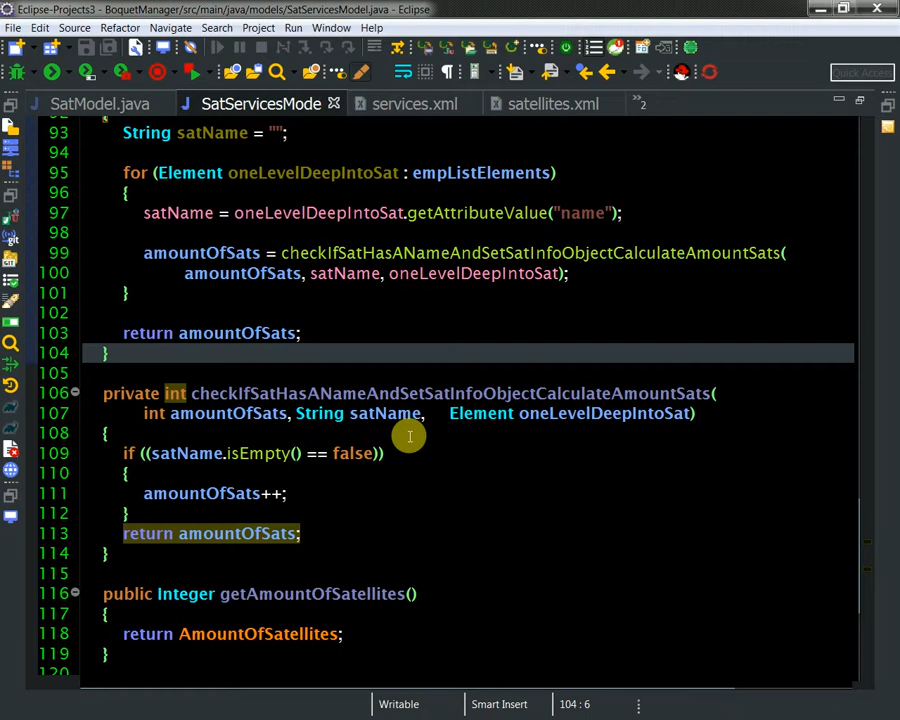 Eclipse-Projects3 - BoquetManager/src/main/java/models/SatServicesModel.java - Eclipse
File Edit Source Refactor Navigate Search Project Run Window Help
Quick Access
SatModel.java SatServicesMode services.xml satellites.xml »2
93 String satName = "";
94
95 for (Element oneLevelDeepIntoSat : empListElements)
96 {
97 satName = oneLevelDeepIntoSat.getAttributeValue("name");
98
99 amountOfSats = checkIfSatHasANameAndSetSatInfoObjectCalculateAmountSats(
100 amountOfSats, satName, oneLevelDeepIntoSat);
101 }
102
103 return amountOfSats;
104 }
105
106 private int checkIfSatHasANameAndSetSatInfoObjectCalculateAmountSats(
107 int amountOfSats, String satName, Element oneLevelDeepIntoSat)
108 {
109 if ((satName.isEmpty() == false))
110 {
111 amountOfSats++;
112 }
113 return amountOfSats;
114 }
115
116 public Integer getAmountOfSatellites()
117 {
118 return AmountOfSatellites;
119 }
120
Writable Smart Insert 104 : 6